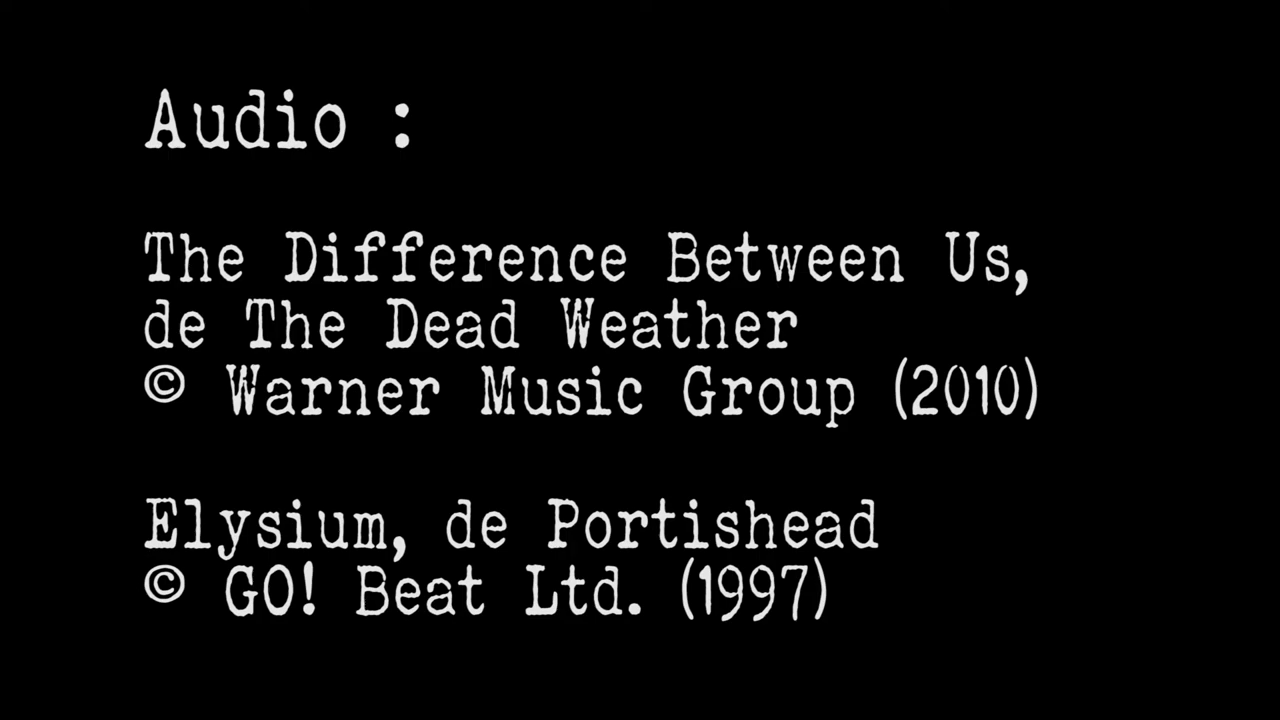 Audio :
The Difference Between Us,
de The Dead Weather
© Warner Music Group (2010)
Elysium, de Portishead
© GO! Beat Ltd. (1997)